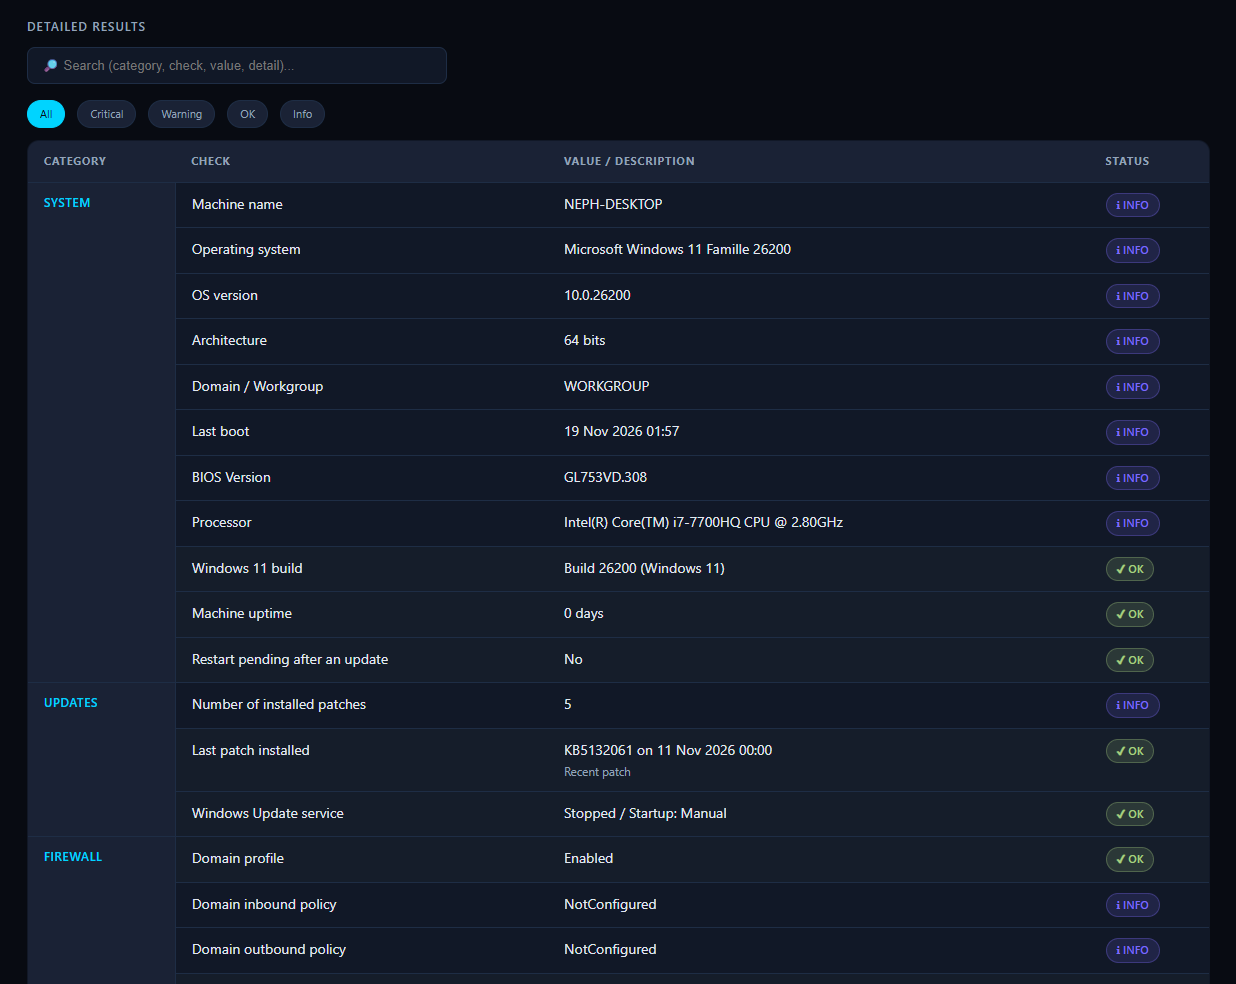 DETAILED RESULTS
Search (category, check, value, detail)...
All Critical Warning OK Info
CATEGORY CHECK VALUE / DESCRIPTION STATUS
SYSTEM Machine name NEPH-DESKTOP i INFO
Operating system Microsoft Windows 11 Famille 26200 i INFO
OS version 10.0.26200 i INFO
Architecture 64 bits i INFO
Domain / Workgroup WORKGROUP i INFO
Last boot 19 Nov 2026 01:57 i INFO
BIOS Version GL753VD.308 i INFO
Processor Intel(R) Core(TM) i7-7700HQ CPU @ 2.80GHz i INFO
Windows 11 build Build 26200 (Windows 11) ✔ OK
Machine uptime 0 days ✔ OK
Restart pending after an update No ✔ OK
UPDATES Number of installed patches 5 i INFO
Last patch installed KB5132061 on 11 Nov 2026 00:00 ✔ OK
Recent patch
Windows Update service Stopped / Startup: Manual ✔ OK
FIREWALL Domain profile Enabled ✔ OK
Domain inbound policy NotConfigured i INFO
Domain outbound policy NotConfigured i INFO